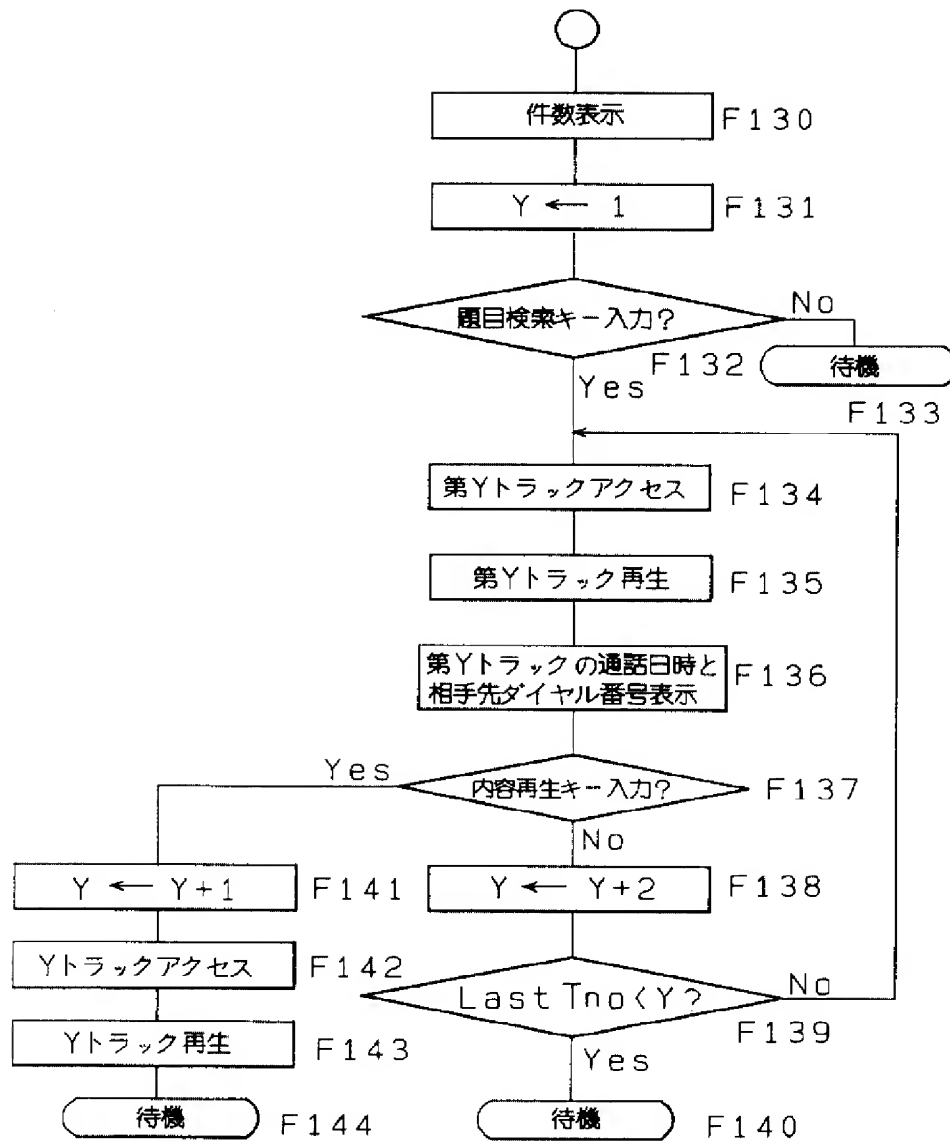 件数表示
F130
Y ← 1
F131
題目検索キー入力?
No
F132
待機
Yes
F133
第Yトラックアクセス
F134
第Yトラック再生
F135
第Yトラックの通話日時と
相手先ダイヤル番号表示
F136
Yes
内容再生キー入力?
F137
No
Y ← Y+1
F141
Y ← Y+2
F138
Yトラックアクセス
F142
Last Tno<Y?
No
F139
Yトラック再生
F143
Yes
待機
F144
待機
F140